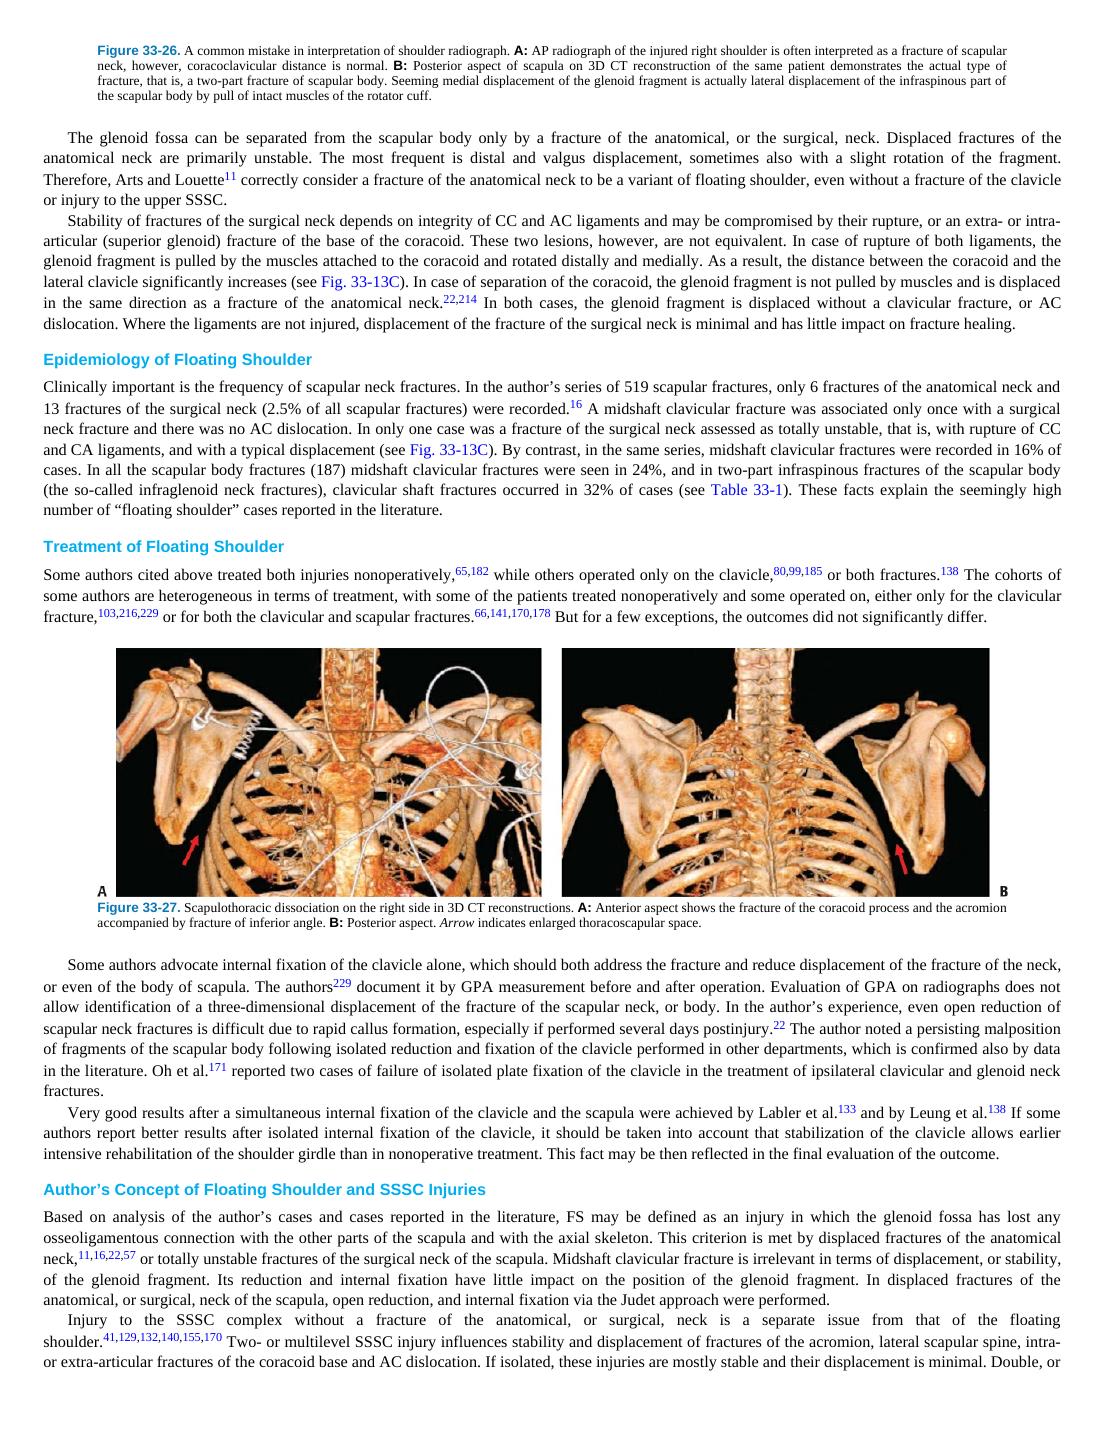 Figure 33-26. A common mistake in interpretation of shoulder radiograph. A: AP radiograph of the injured right shoulder is often interpreted as a fracture of scapular
neck, however, coracoclavicular distance is normal. B: Posterior aspect of scapula on 3D CT reconstruction of the same patient demonstrates the actual type of
fracture, that is, a two-part fracture of scapular body. Seeming medial displacement of the glenoid fragment is actually lateral displacement of the infraspinous part of
the scapular body by pull of intact muscles of the rotator cuff.
The glenoid fossa can be separated from the scapular body only by a fracture of the anatomical, or the surgical, neck. Displaced fractures of the
anatomical neck are primarily unstable. The most frequent is distal and valgus displacement, sometimes also with a slight rotation of the fragment.
Therefore, Arts and Louette11 correctly consider a fracture of the anatomical neck to be a variant of floating shoulder, even without a fracture of the clavicle
or injury to the upper SSSC.
Stability of fractures of the surgical neck depends on integrity of CC and AC ligaments and may be compromised by their rupture, or an extra- or intra-
articular (superior glenoid) fracture of the base of the coracoid. These two lesions, however, are not equivalent. In case of rupture of both ligaments, the
glenoid fragment is pulled by the muscles attached to the coracoid and rotated distally and medially. As a result, the distance between the coracoid and the
lateral clavicle significantly increases (see Fig. 33-13C). In case of separation of the coracoid, the glenoid fragment is not pulled by muscles and is displaced
in the same direction as a fracture of the anatomical neck.22,214 In both cases, the glenoid fragment is displaced without a clavicular fracture, or AC
dislocation. Where the ligaments are not injured, displacement of the fracture of the surgical neck is minimal and has little impact on fracture healing.
Epidemiology of Floating Shoulder
Clinically important is the frequency of scapular neck fractures. In the author's series of 519 scapular fractures, only 6 fractures of the anatomical neck and
13 fractures of the surgical neck (2.5% of all scapular fractures) were recorded.16 A midshaft clavicular fracture was associated only once with a surgical
neck fracture and there was no AC dislocation. In only one case was a fracture of the surgical neck assessed as totally unstable, that is, with rupture of CC
and CA ligaments, and with a typical displacement (see Fig. 33-13C). By contrast, in the same series, midshaft clavicular fractures were recorded in 16% of
cases. In all the scapular body fractures (187) midshaft clavicular fractures were seen in 24%, and in two-part infraspinous fractures of the scapular body
(the so-called infraglenoid neck fractures), clavicular shaft fractures occurred in 32% of cases (see Table 33-1). These facts explain the seemingly high
number of “floating shoulder” cases reported in the literature.
Treatment of Floating Shoulder
Some authors cited above treated both injuries nonoperatively,65,182 while others operated only on the clavicle,80,99,185 or both fractures.138 The cohorts of
some authors are heterogeneous in terms of treatment, with some of the patients treated nonoperatively and some operated on, either only for the clavicular
fracture,103,216,229 or for both the clavicular and scapular fractures.66,141,170,178 But for a few exceptions, the outcomes did not significantly differ.
A
B
Figure 33-27. Scapulothoracic dissociation on the right side in 3D CT reconstructions. A: Anterior aspect shows the fracture of the coracoid process and the acromion
accompanied by fracture of inferior angle. B: Posterior aspect. Arrow indicates enlarged thoracoscapular space.
Some authors advocate internal fixation of the clavicle alone, which should both address the fracture and reduce displacement of the fracture of the neck,
or even of the body of scapula. The authors229 document it by GPA measurement before and after operation. Evaluation of GPA on radiographs does not
allow identification of a three-dimensional displacement of the fracture of the scapular neck, or body. In the author's experience, even open reduction of
scapular neck fractures is difficult due to rapid callus formation, especially if performed several days postinjury.22 The author noted a persisting malposition
of fragments of the scapular body following isolated reduction and fixation of the clavicle performed in other departments, which is confirmed also by data
in the literature. Oh et al.171 reported two cases of failure of isolated plate fixation of the clavicle in the treatment of ipsilateral clavicular and glenoid neck
fractures.
Very good results after a simultaneous internal fixation of the clavicle and the scapula were achieved by Labler et al.133 and by Leung et al.138 If some
authors report better results after isolated internal fixation of the clavicle, it should be taken into account that stabilization of the clavicle allows earlier
intensive rehabilitation of the shoulder girdle than in nonoperative treatment. This fact may be then reflected in the final evaluation of the outcome.
Author's Concept of Floating Shoulder and SSSC Injuries
Based on analysis of the author's cases and cases reported in the literature, FS may be defined as an injury in which the glenoid fossa has lost any
osseoligamentous connection with the other parts of the scapula and with the axial skeleton. This criterion is met by displaced fractures of the anatomical
neck,11,16,22,57 or totally unstable fractures of the surgical neck of the scapula. Midshaft clavicular fracture is irrelevant in terms of displacement, or stability,
of the glenoid fragment. Its reduction and internal fixation have little impact on the position of the glenoid fragment. In displaced fractures of the
anatomical, or surgical, neck of the scapula, open reduction, and internal fixation via the Judet approach were performed.
Injury to the SSSC complex without a fracture of the anatomical, or surgical, neck is a separate issue from that of the floating
shoulder.41,129,132,140,155,170 Two- or multilevel SSSC injury influences stability and displacement of fractures of the acromion, lateral scapular spine, intra-
or extra-articular fractures of the coracoid base and AC dislocation. If isolated, these injuries are mostly stable and their displacement is minimal. Double, or